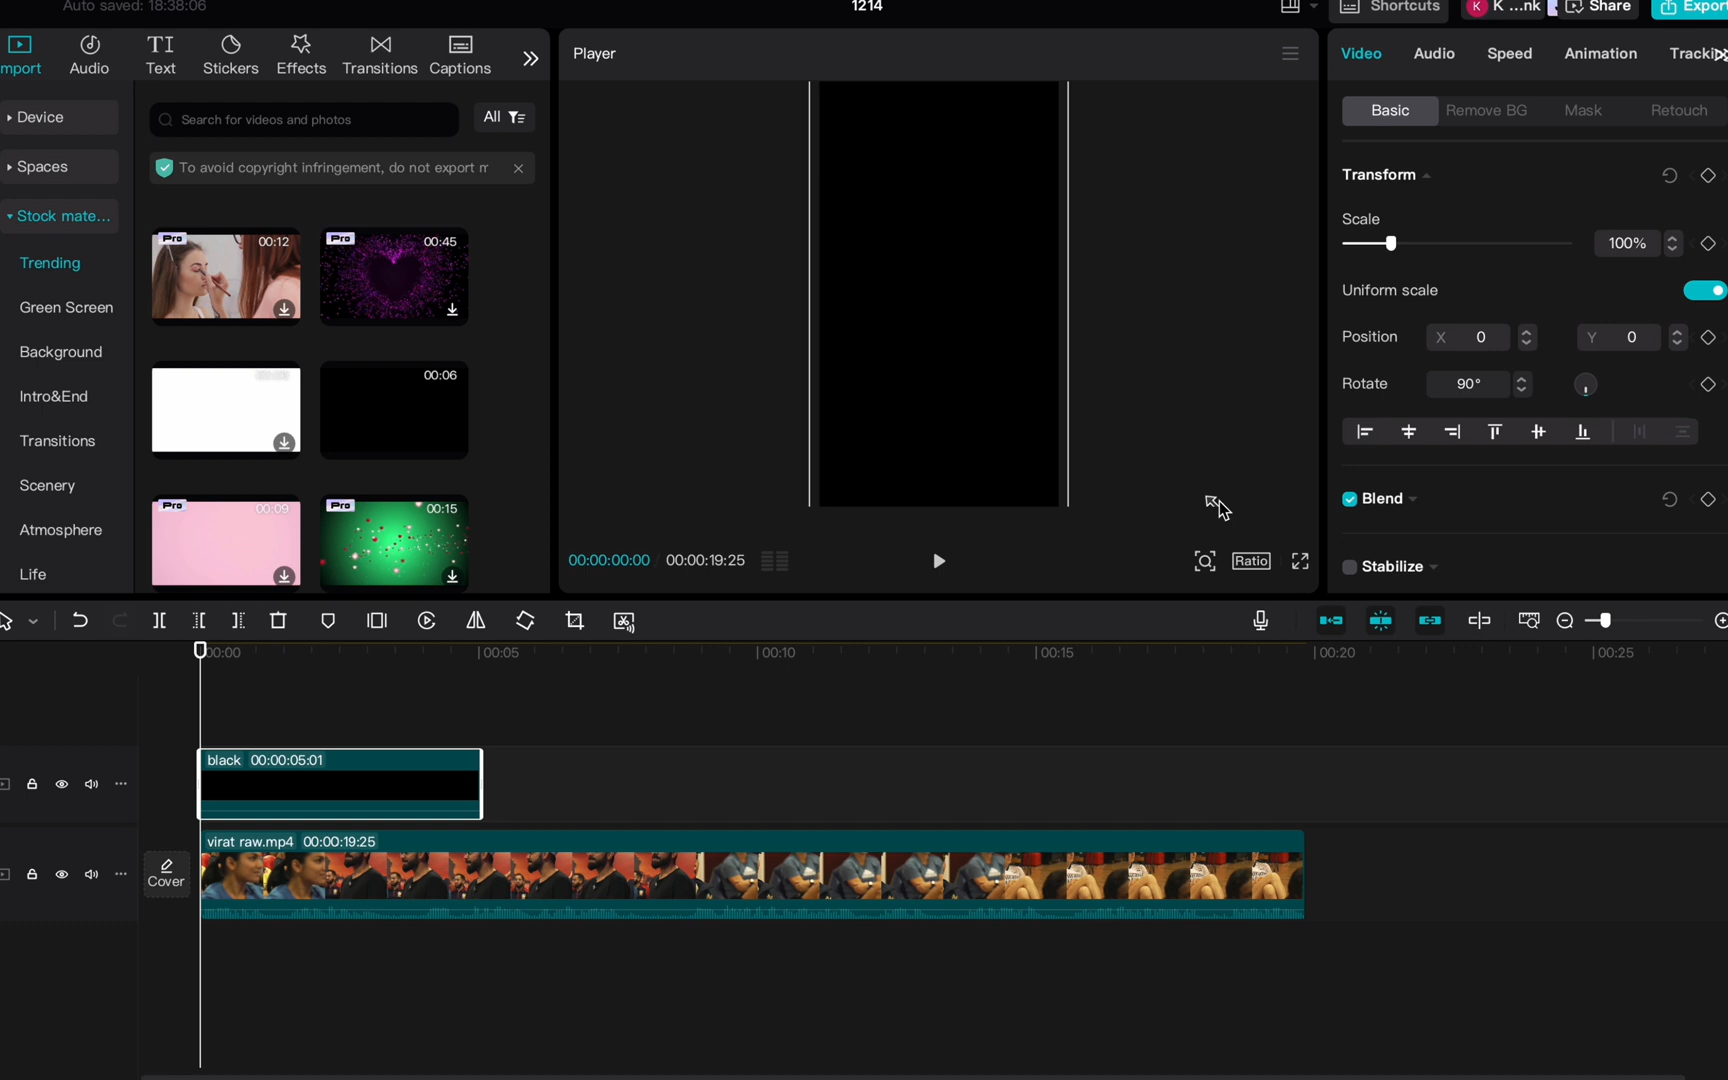 Auto saved: 18:38:06
1214
Shortcuts
K
K ...nk
Share
Export
Import
Audio
Text
Stickers
Effects
Transitions
Captions
Player
Video
Audio
Speed
Animation
Tracking
Device
Search for videos and photos
All
Basic
Remove BG
Mask
Retouch
Spaces
To avoid copyright infringement, do not export m
Transform
Stock mate...
Scale
100%
Trending
Pro
00:12
Pro
00:45
Green Screen
Uniform scale
Background
Position
X
0
Y
0
00:06
Rotate
90°
Intro&End
Transitions
Scenery
Pro
00:09
Pro
00:15
Blend
Atmosphere
Life
00:00:00:00
00:00:19:25
Ratio
Stabilize
00:00
00:05
00:10
00:15
00:20
00:25
black 00:00:05:01
virat raw.mp4 00:00:19:25
Cover